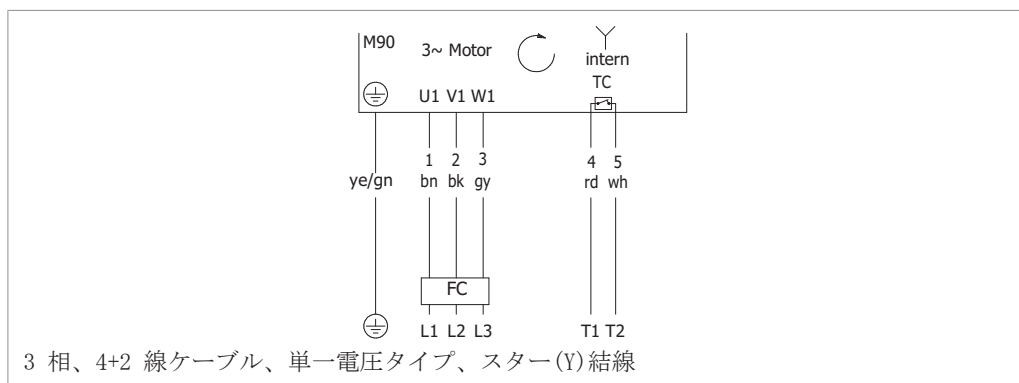 M90 3~ Motor
intern
TC
U1 V1 W1
1 2 3 4 5
ye/gn bn bk gy rd wh
FC
L1 L2 L3 T1 T2
3 相、4+2 線ケーブル、単一電圧タイプ、スター(Y)結線